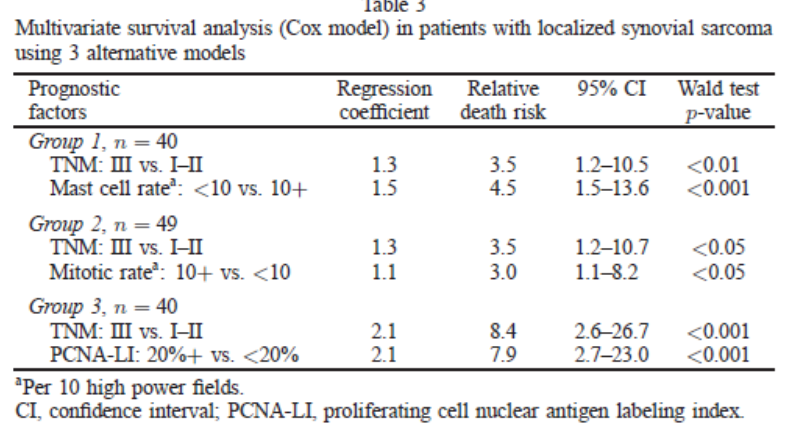 Table 3
Multivariate survival analysis (Cox model) in patients with localized synovial sarcoma
using 3 alternative models
Prognostic Regression Relative 95% CI Wald test
factors coefficient death risk p-value
Group 1, n = 40
TNM: III vs. I–II 1.3 3.5 1.2–10.5 <0.01
Mast cell rateᵃ: <10 vs. 10+ 1.5 4.5 1.5–13.6 <0.001
Group 2, n = 49
TNM: III vs. I–II 1.3 3.5 1.2–10.7 <0.05
Mitotic rateᵃ: 10+ vs. <10 1.1 3.0 1.1–8.2 <0.05
Group 3, n = 40
TNM: III vs. I–II 2.1 8.4 2.6–26.7 <0.001
PCNA-LI: 20%+ vs. <20% 2.1 7.9 2.7–23.0 <0.001
ᵃPer 10 high power fields.
CI, confidence interval; PCNA-LI, proliferating cell nuclear antigen labeling index.